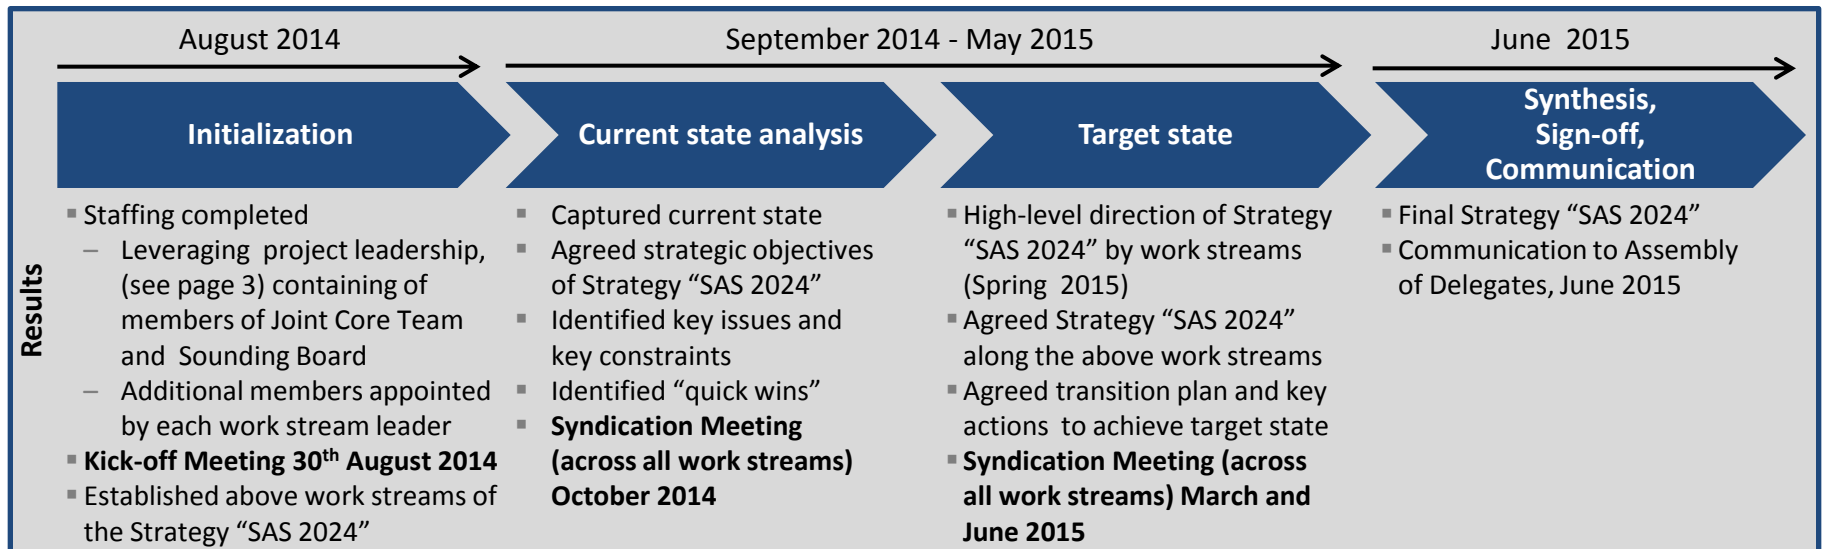 August 2014
September 2014 - May 2015
June 2015
Initialization
Current state analysis
Target state
Synthesis,
Sign-off,
Communication
Results
▪ Staffing completed
– Leveraging project leadership,
(see page 3) containing of
members of Joint Core Team
and Sounding Board
– Additional members appointed
by each work stream leader
▪ Kick-off Meeting 30th August 2014
▪ Established above work streams of
the Strategy “SAS 2024”
▪ Captured current state
▪ Agreed strategic objectives
of Strategy “SAS 2024”
▪ Identified key issues and
key constraints
▪ Identified “quick wins”
▪ Syndication Meeting
(across all work streams)
October 2014
▪ High-level direction of Strategy
“SAS 2024” by work streams
(Spring 2015)
▪ Agreed Strategy “SAS 2024”
along the above work streams
▪ Agreed transition plan and key
actions to achieve target state
▪ Syndication Meeting (across
all work streams) March and
June 2015
▪ Final Strategy “SAS 2024”
▪ Communication to Assembly
of Delegates, June 2015